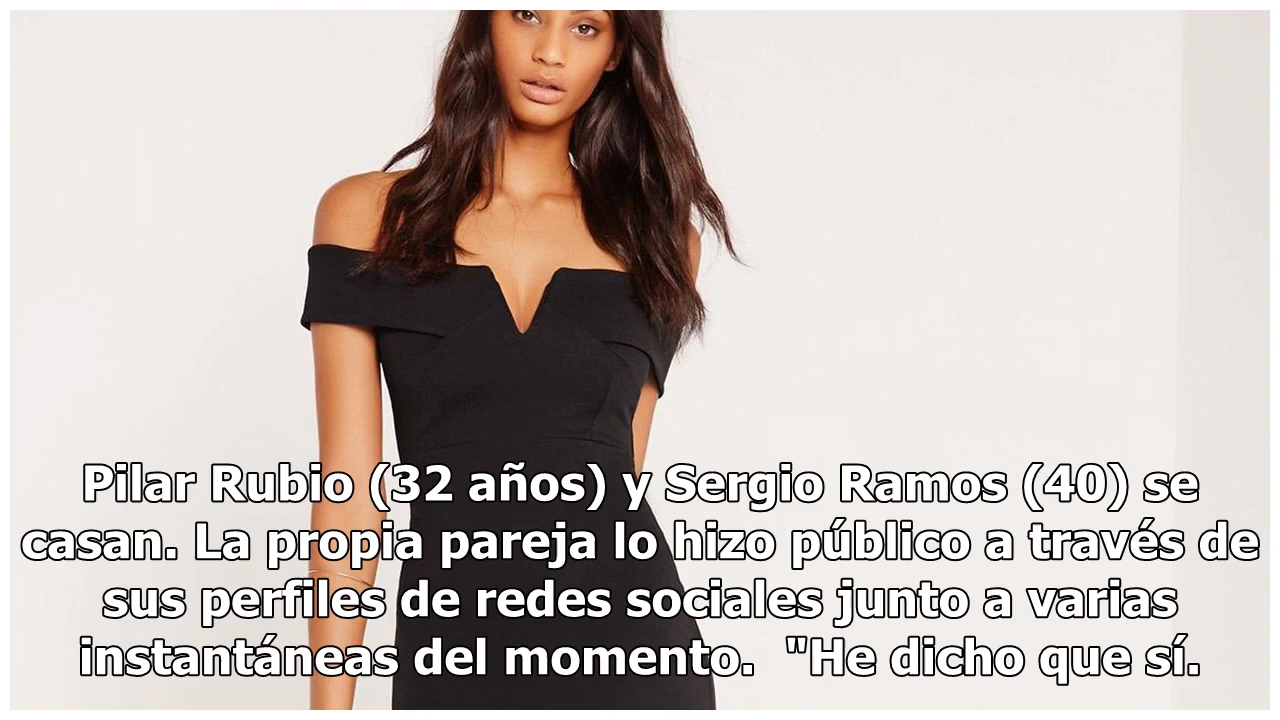 Pilar Rubio (32 años) y Sergio Ramos (40) se
casan. La propia pareja lo hizo público a través de
sus perfiles de redes sociales junto a varias
instantáneas del momento.  "He dicho que sí.